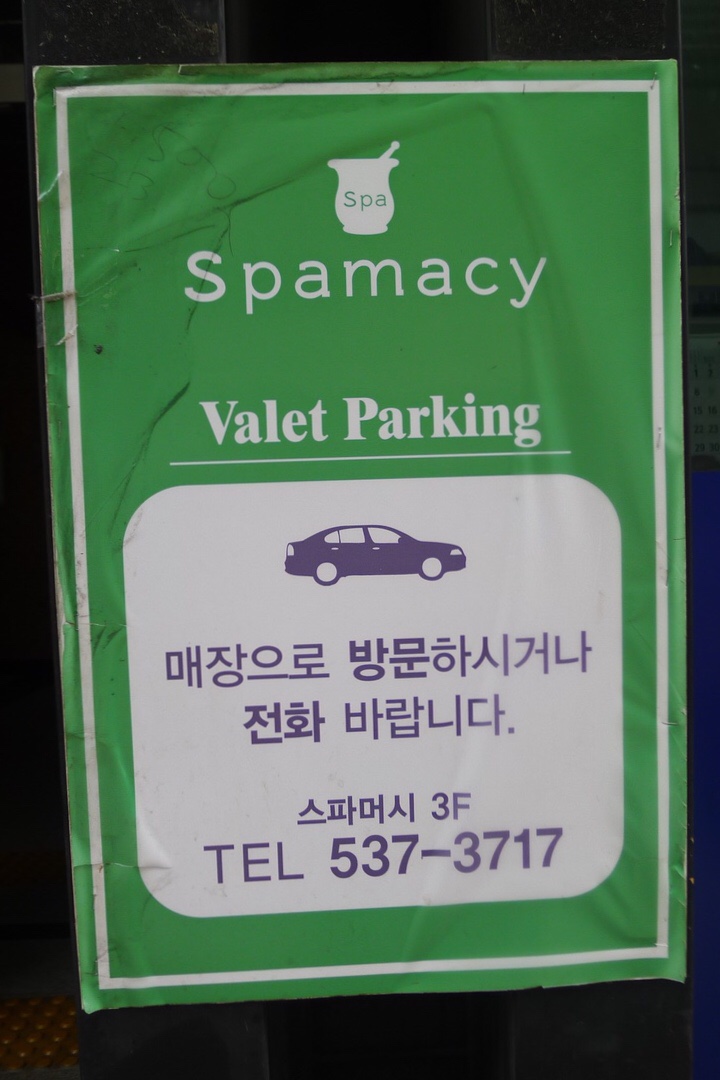 Spa
Spamacy
Valet Parking
매장으로 방문하시거나
전화 바랍니다.
스파머시 3F
TEL 537-3717